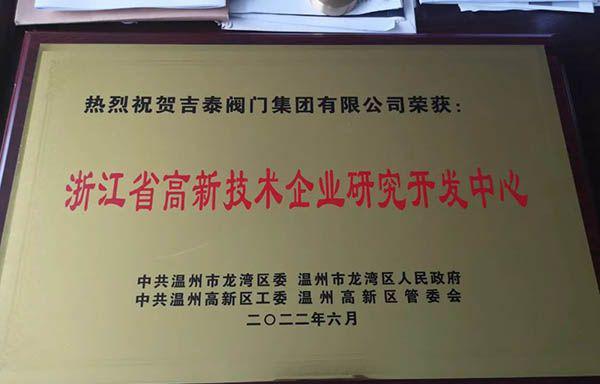 热烈祝贺吉泰阀门集团有限公司荣获：
浙江省高新技术企业研究开发中心
中共温州市龙湾区委 温州市龙湾区人民政府
中共温州高新区工委 温州高新区管委会
二〇二二年六月